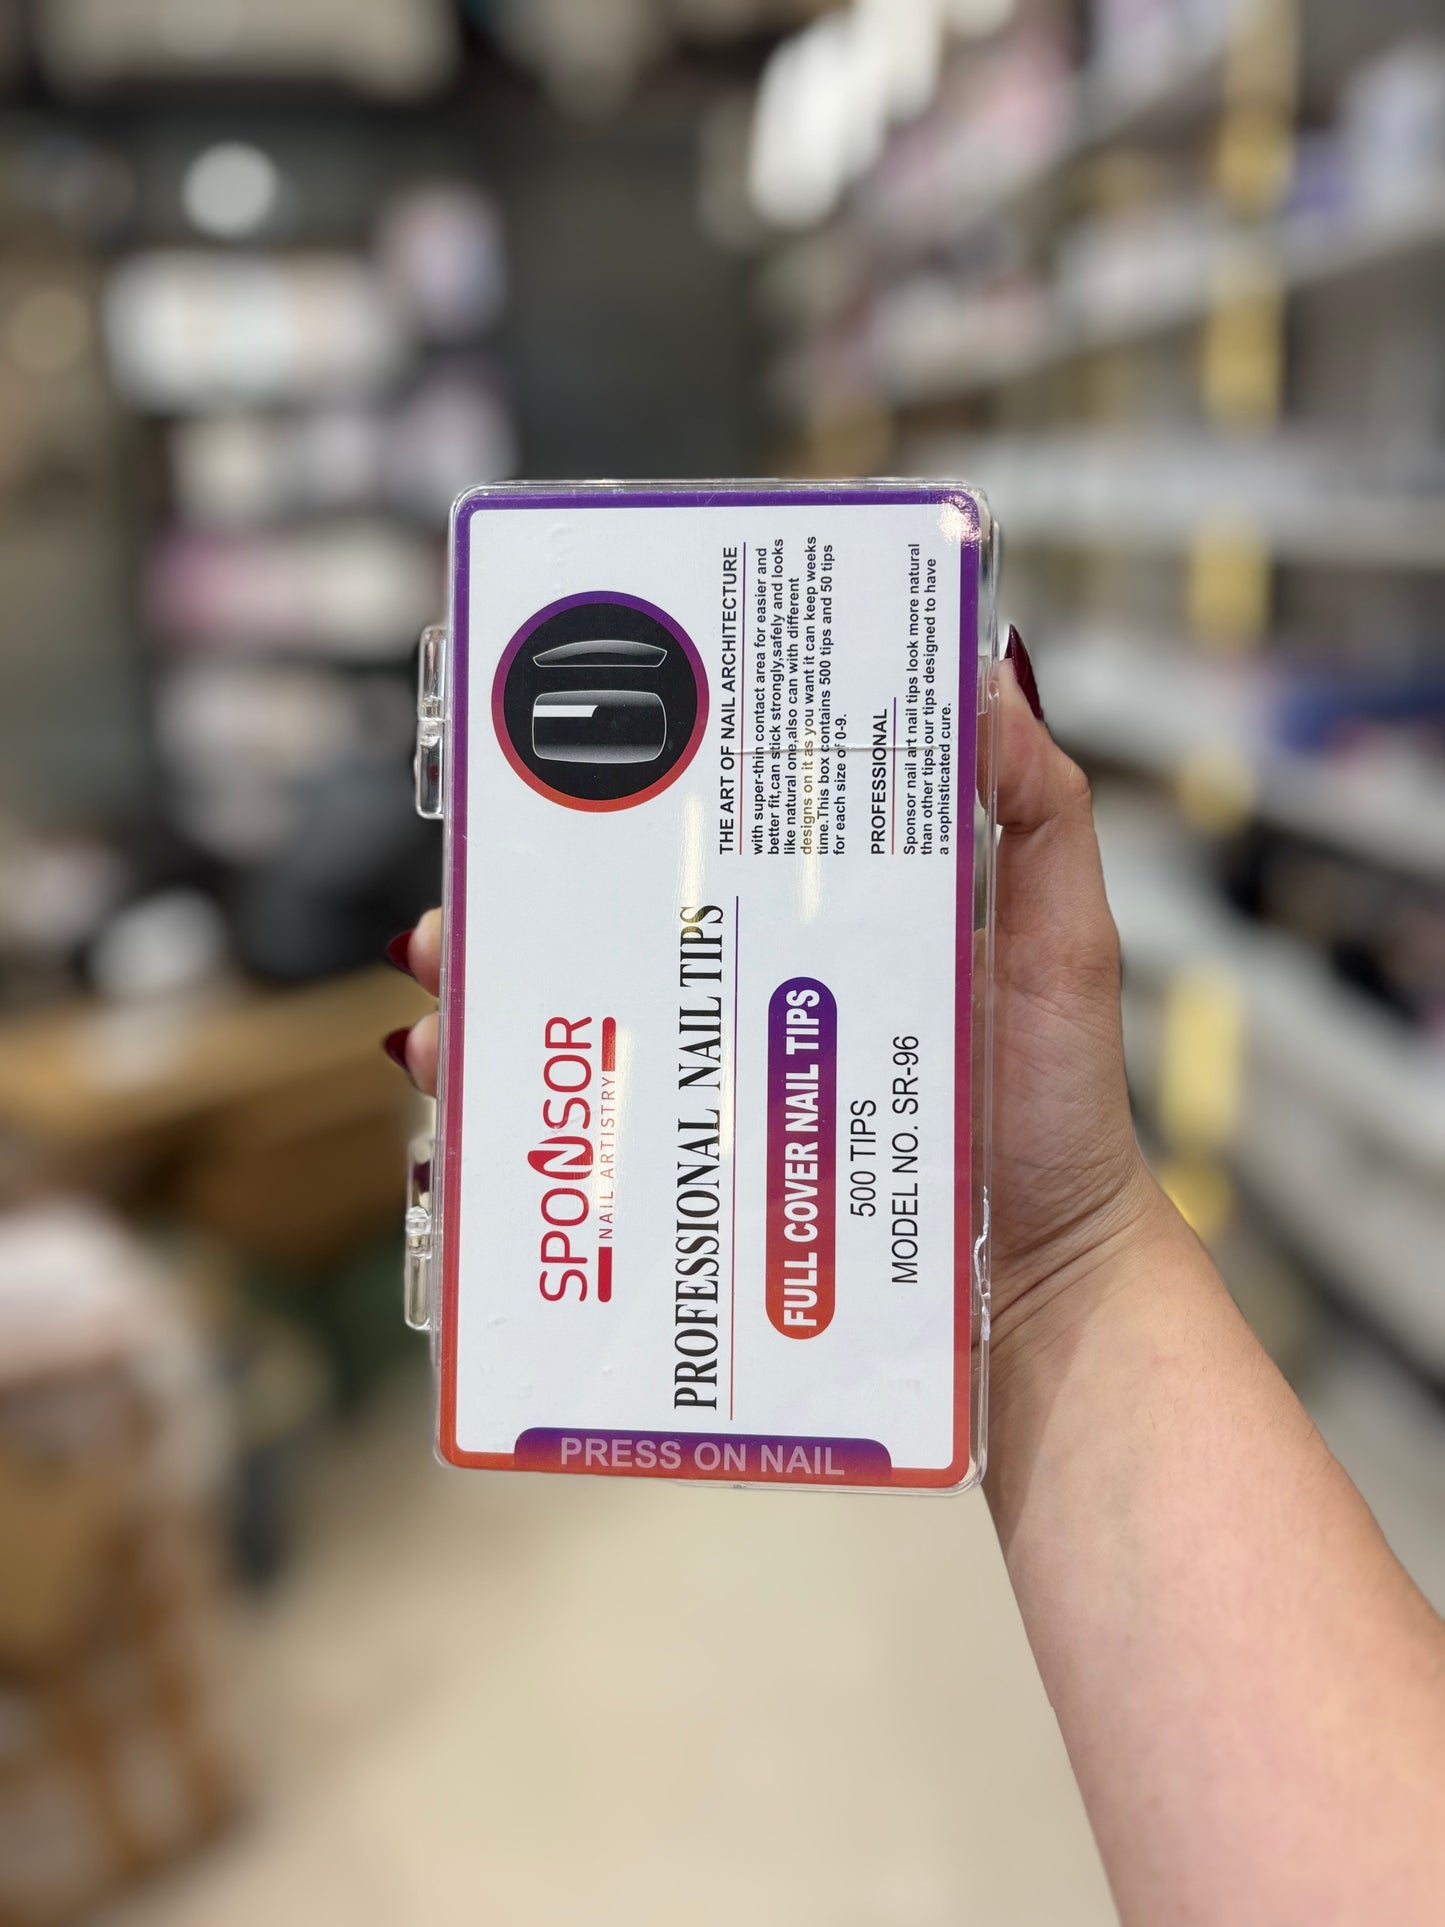 SPONSOR
NAIL ARTISTRY
PROFESSIONAL NAIL TIPS
FULL COVER NAIL TIPS
500 TIPS
MODEL NO. SR-96
THE ART OF NAIL ARCHITECTURE
with super-thin contact area for easier and
better fit,can stick strongly,safely and looks
like natural one,also can with different
designs on it as you want it can keep weeks
time.This box contains 500 tips and 50 tips
for each size of 0-9.
PROFESSIONAL
Sponsor nail art nail tips look more natural
than other tips,our tips designed to have
a sophisticated cure.
PRESS ON NAIL